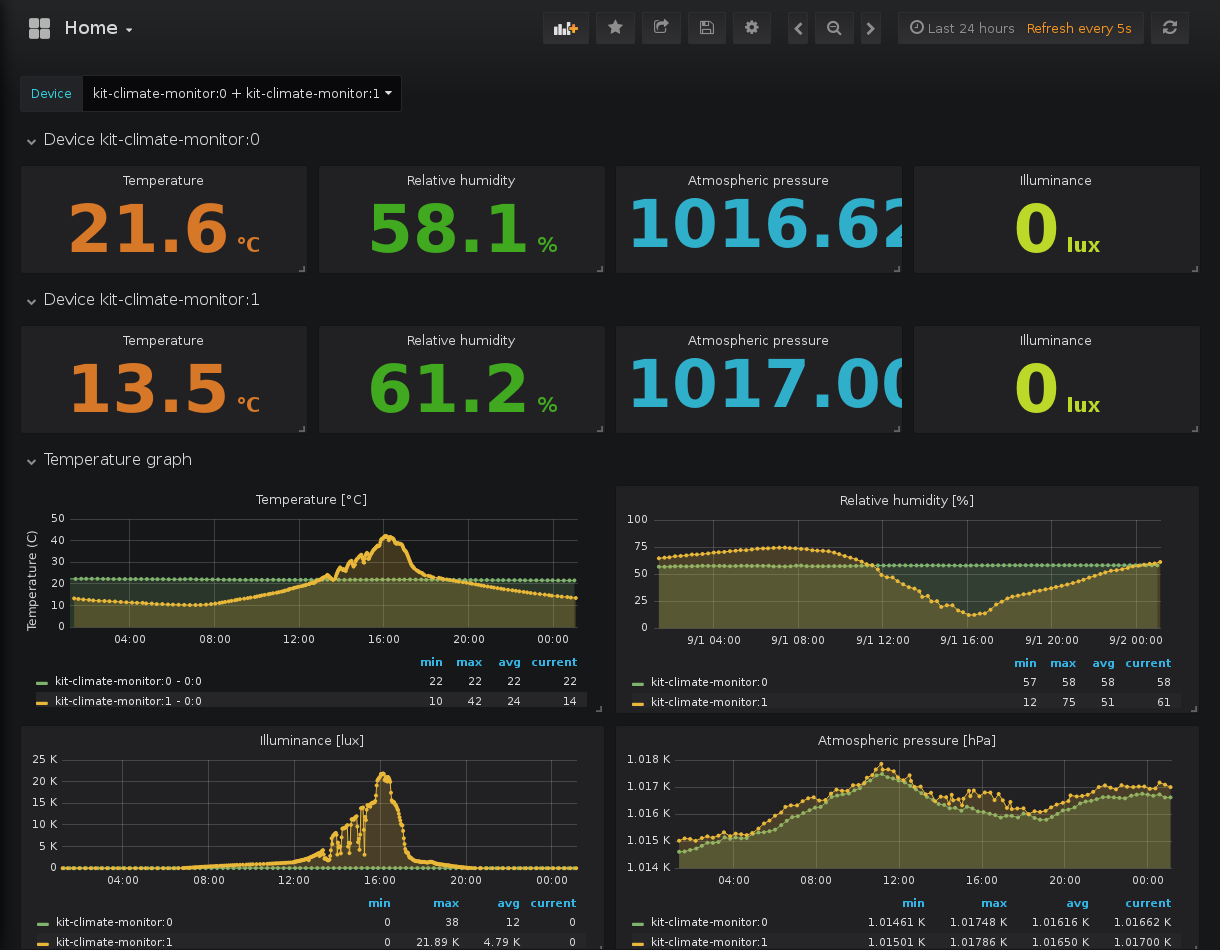 Home
Last 24 hours Refresh every 5s
Device kit-climate-monitor:0 + kit-climate-monitor:1
Device kit-climate-monitor:0
Temperature Relative humidity Atmospheric pressure Illuminance
21.6 °C 58.1 % 1016.62 0 lux
Device kit-climate-monitor:1
Temperature Relative humidity Atmospheric pressure Illuminance
13.5 °C 61.2 % 1017.00 0 lux
Temperature graph
Temperature [°C]
Temperature (C)
50
40
30
20
10
0
04:00 08:00 12:00 16:00 20:00 00:00
min max avg current
kit-climate-monitor:0 - 0:0 22 22 22 22
kit-climate-monitor:1 - 0:0 10 42 24 14
Relative humidity [%]
100
75
50
25
0
9/1 04:00 9/1 08:00 9/1 12:00 9/1 16:00 9/1 20:00 9/2 00:00
min max avg current
kit-climate-monitor:0 57 58 58 58
kit-climate-monitor:1 12 75 51 61
Illuminance [lux]
25 K
20 K
15 K
10 K
5 K
0
04:00 08:00 12:00 16:00 20:00 00:00
min max avg current
kit-climate-monitor:0 0 38 12 0
kit-climate-monitor:1 0 21.89 K 4.79 K 0
Atmospheric pressure [hPa]
1.018 K
1.017 K
1.016 K
1.015 K
1.014 K
04:00 08:00 12:00 16:00 20:00 00:00
min max avg current
kit-climate-monitor:0 1.01461 K 1.01748 K 1.01616 K 1.01662 K
kit-climate-monitor:1 1.01501 K 1.01786 K 1.01650 K 1.01700 K